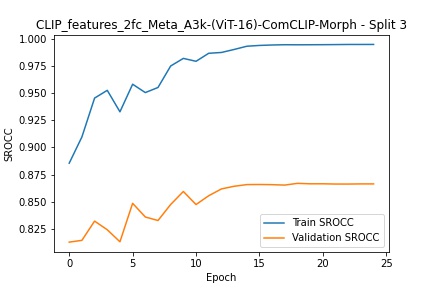 CLIP_features_2fc_Meta_A3k-(ViT-16)-ComCLIP-Morph - Split 3
SROCC
1.000
0.975
0.950
0.925
0.900
0.875
0.850
0.825
Train SROCC
Validation SROCC
0 5 10 15 20 25
Epoch